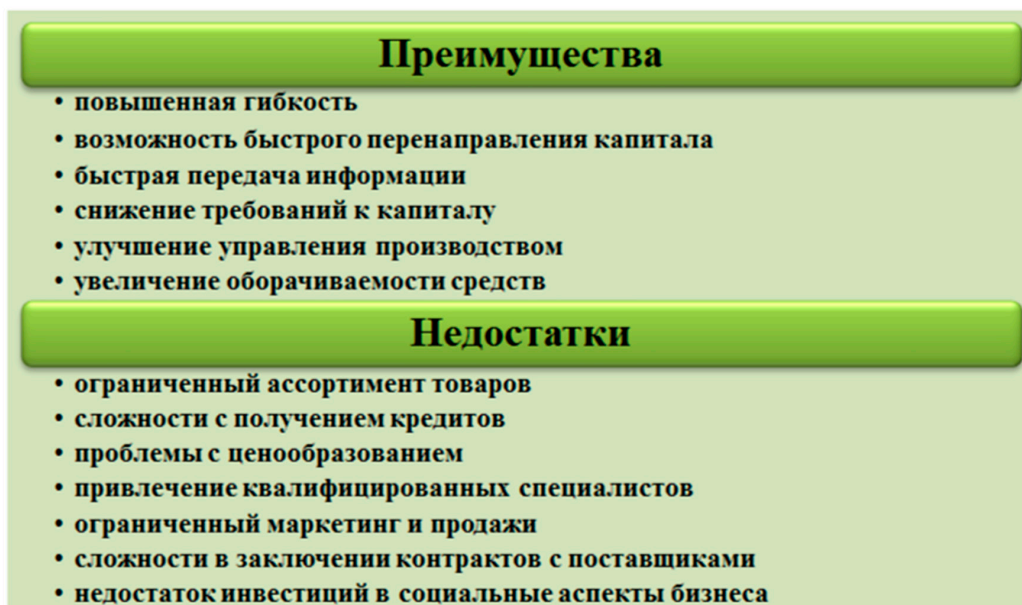 Преимущества
• повышенная гибкость
• возможность быстрого перенаправления капитала
• быстрая передача информации
• снижение требований к капиталу
• улучшение управления производством
• увеличение оборачиваемости средств
Недостатки
• ограниченный ассортимент товаров
• сложности с получением кредитов
• проблемы с ценообразованием
• привлечение квалифицированных специалистов
• ограниченный маркетинг и продажи
• сложности в заключении контрактов с поставщиками
• недостаток инвестиций в социальные аспекты бизнеса